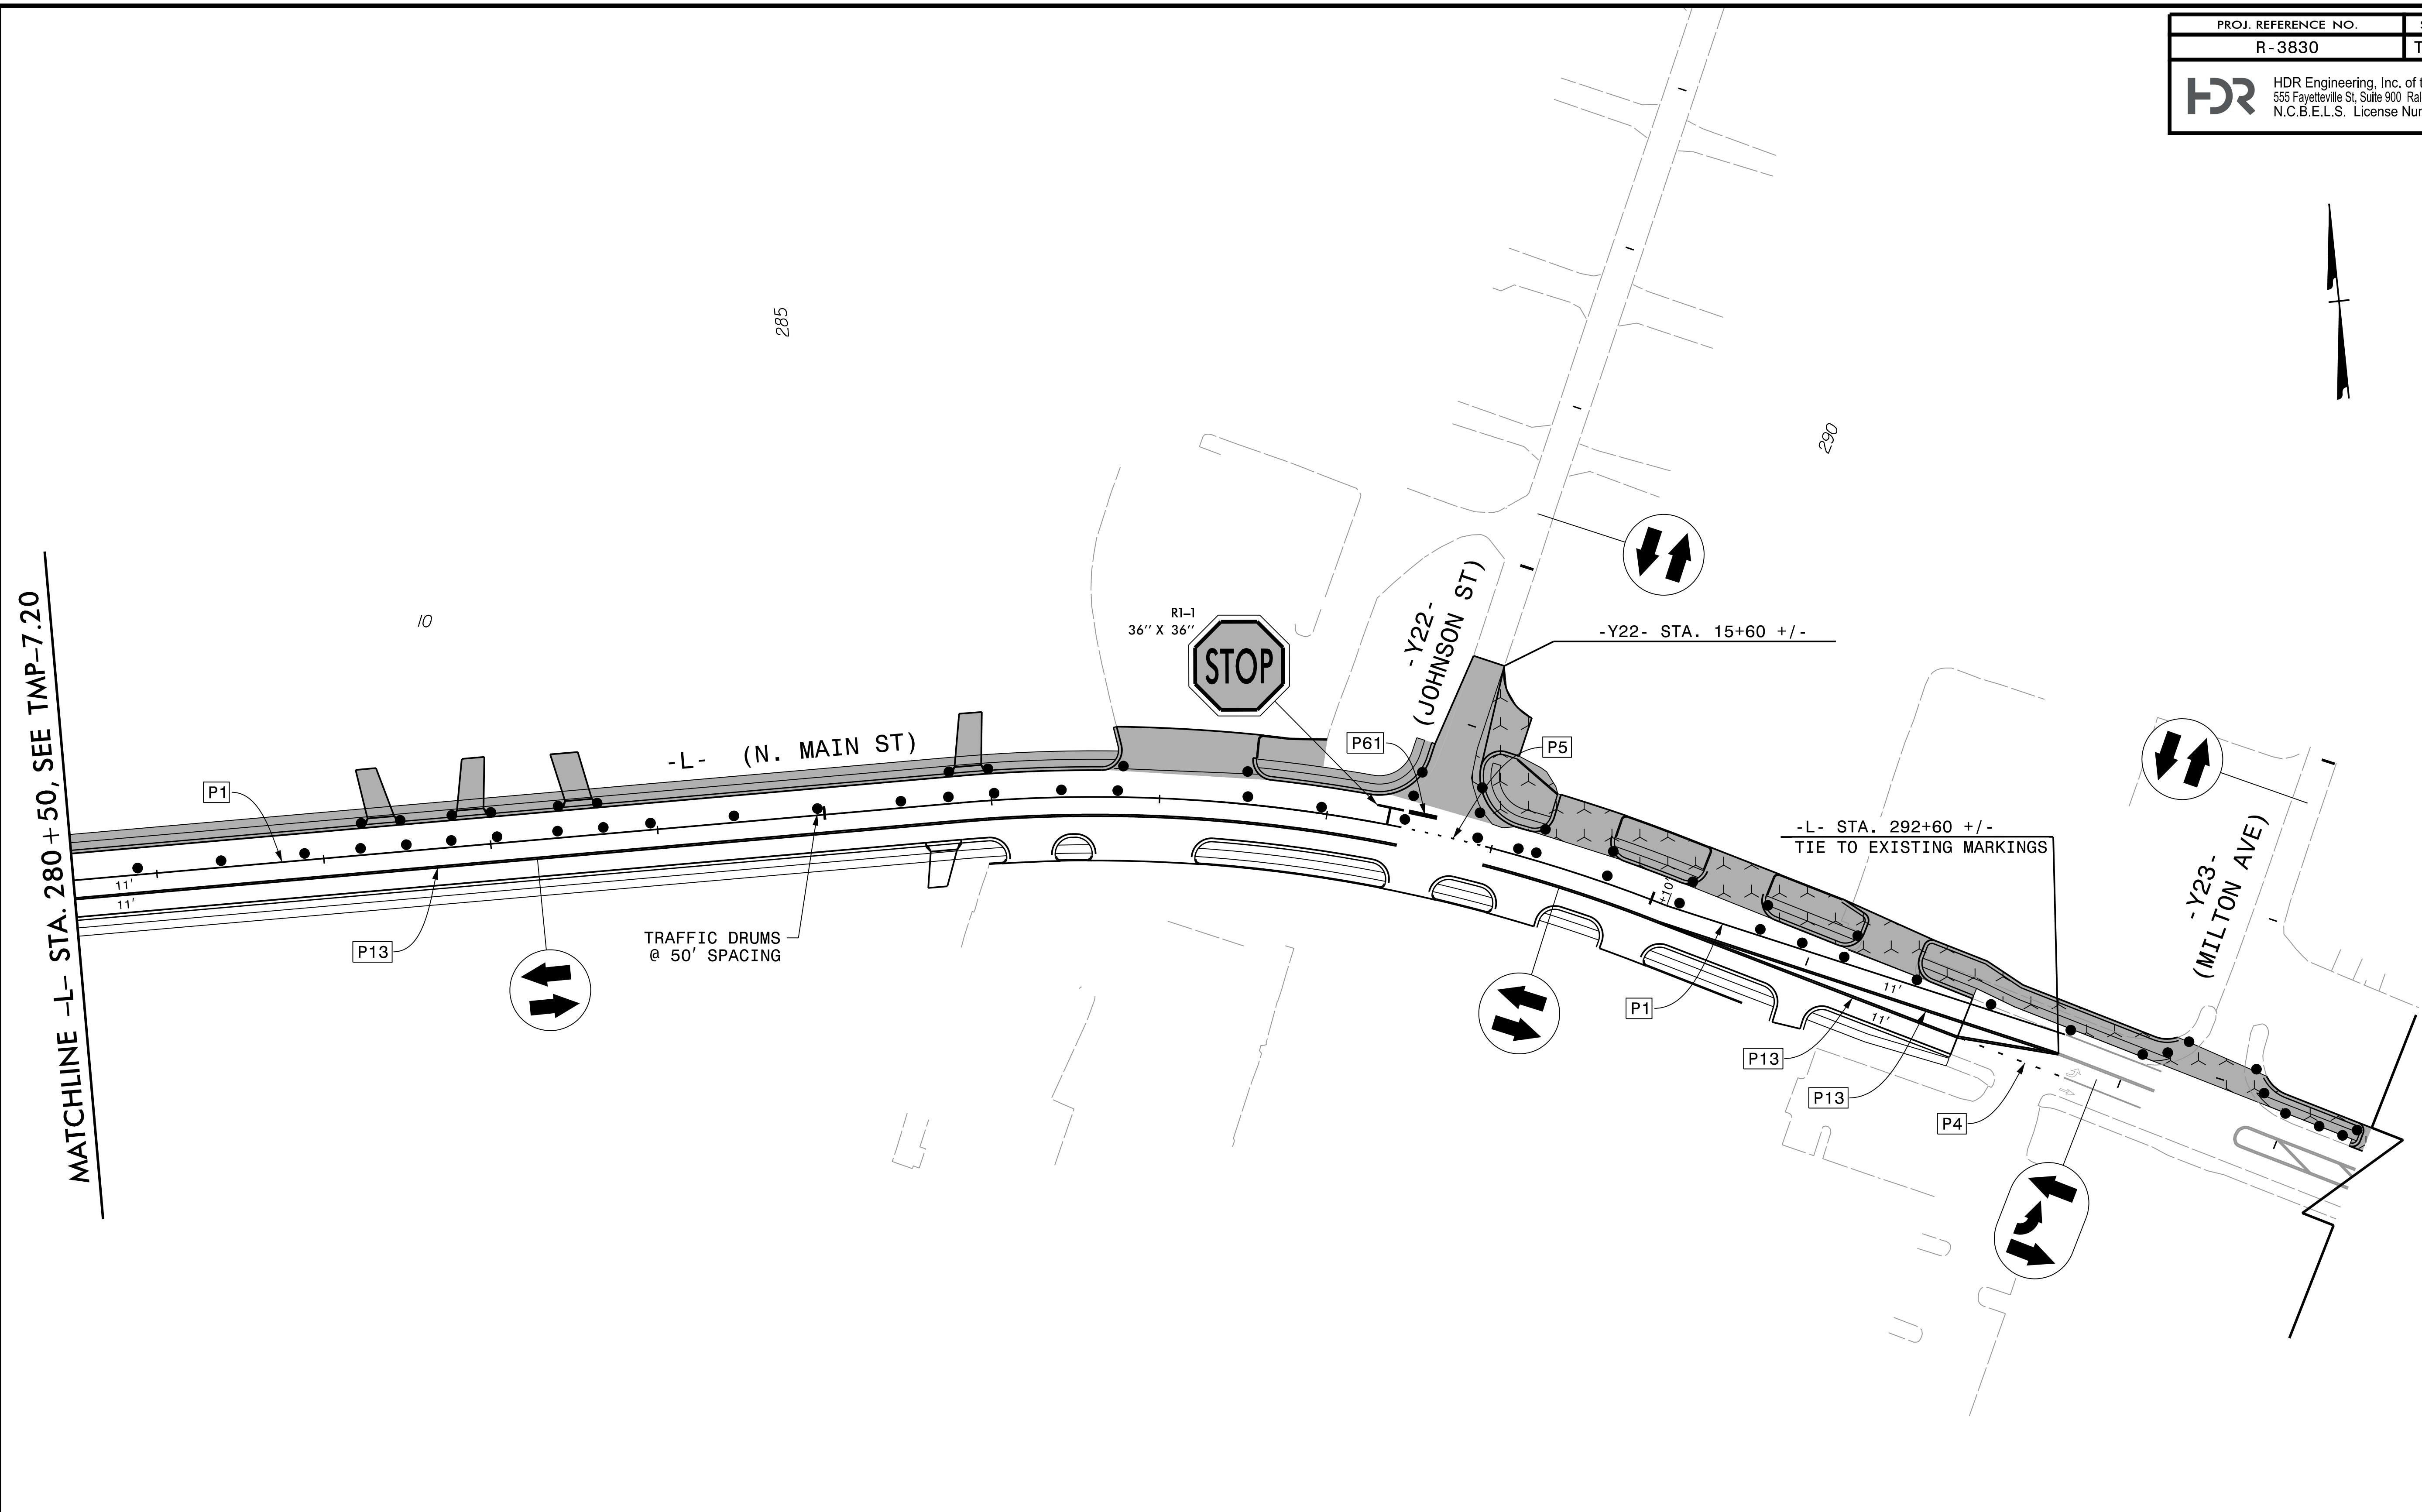 PROJ. REFERENCE NO.
R-3830
HDR
HDR Engineering, Inc. of
555 Fayetteville St, Suite 900
N.C.B.E.L.S. License
285
290
10
MATCHLINE -L- STA. 280+50, SEE TMP-7.20
R1-1
36" X 36"
STOP
-Y22-
(JOHNSON ST)
-Y22- STA. 15+60 +/-
-L- (N. MAIN ST)
P61
P5
P1
-L- STA. 292+60 +/-
TIE TO EXISTING MARKINGS
-Y23-
(MILTON AVE)
11'
11'
+10'
P13
TRAFFIC DRUMS
@ 50' SPACING
11'
11'
P1
P13
P13
P4